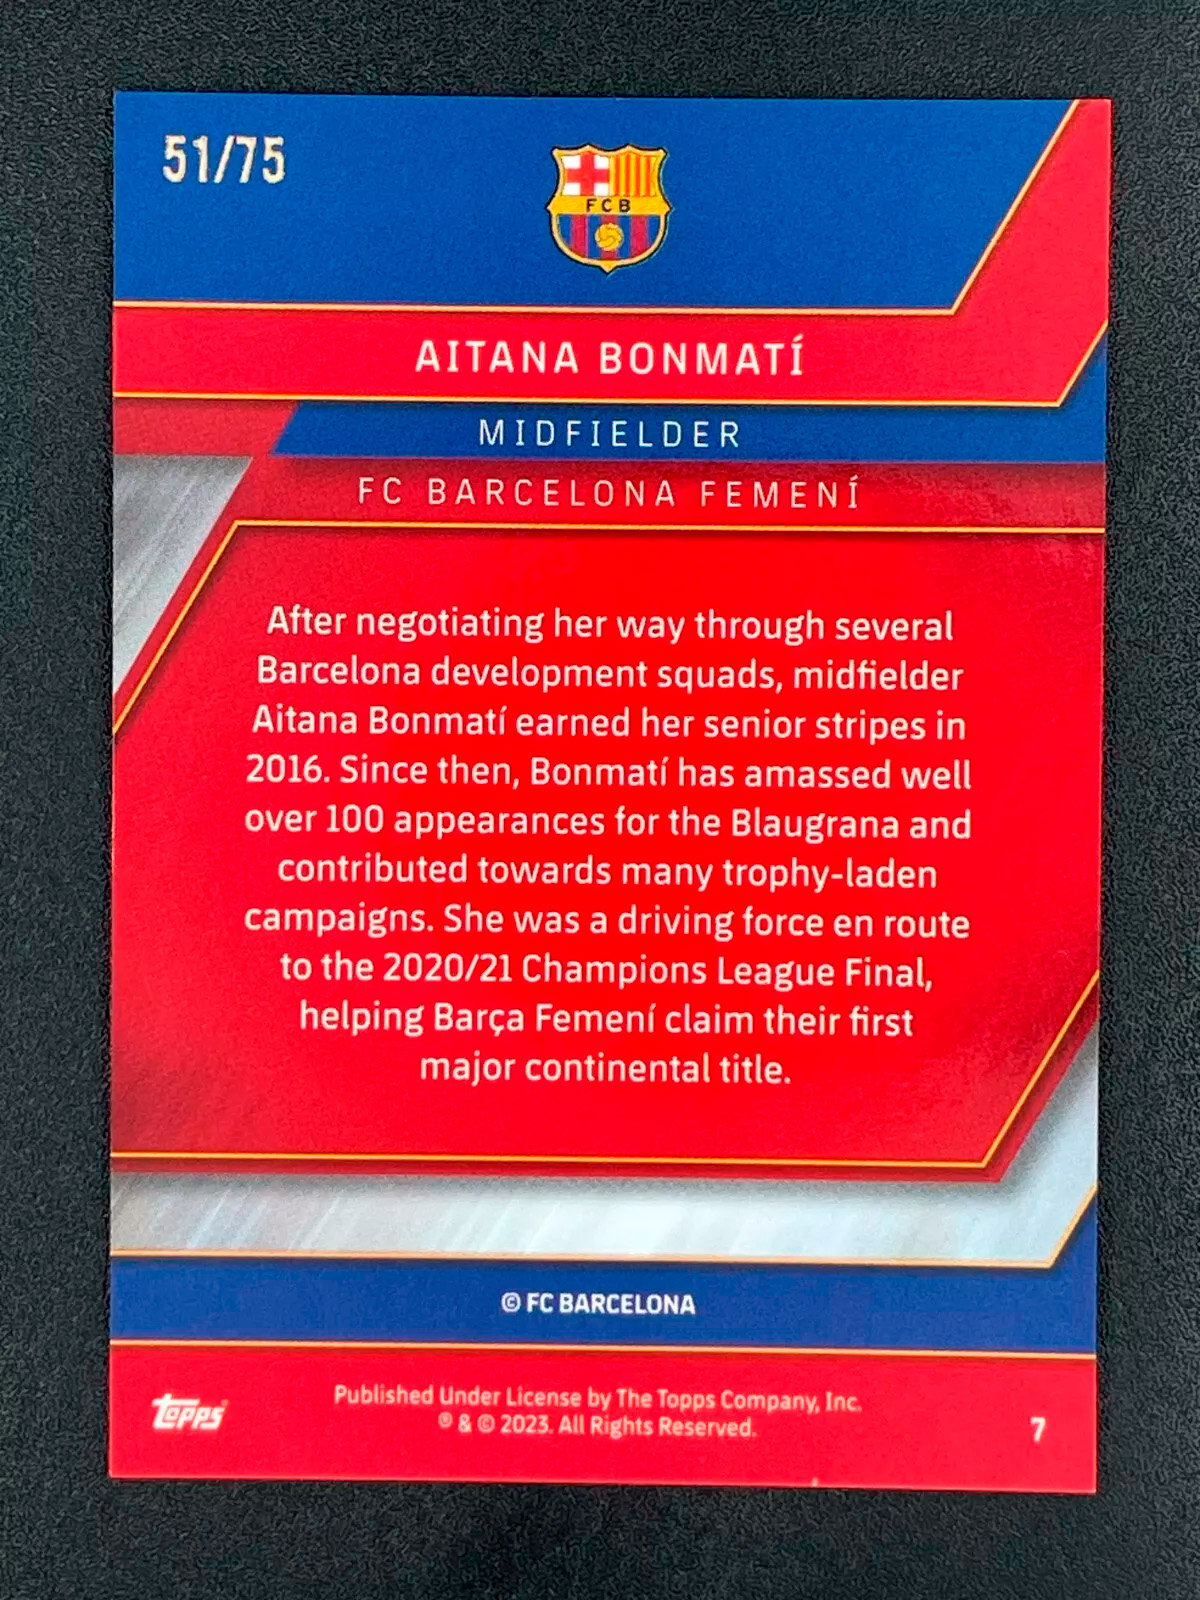 51/75
FCB
AITANA BONMATÍ
MIDFIELDER
FC BARCELONA FEMENÍ
After negotiating her way through several
Barcelona development squads, midfielder
Aitana Bonmatí earned her senior stripes in
2016. Since then, Bonmatí has amassed well
over 100 appearances for the Blaugrana and
contributed towards many trophy-laden
campaigns. She was a driving force en route
to the 2020/21 Champions League Final,
helping Barça Femení claim their first
major continental title.
© FC BARCELONA
topps
Published Under License by The Topps Company, Inc.
® & © 2023. All Rights Reserved.
7